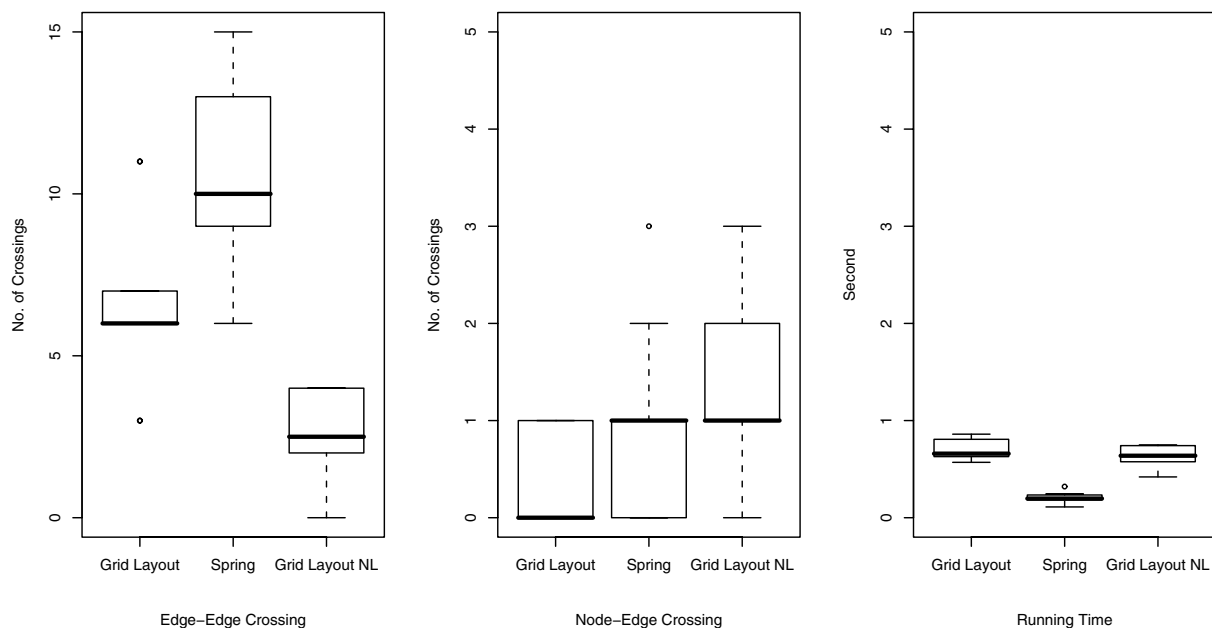 15
10
5
0
No. of Crossings
Grid Layout Spring Grid Layout NL
Edge–Edge Crossing
5
4
3
2
1
0
No. of Crossings
Grid Layout Spring Grid Layout NL
Node–Edge Crossing
5
4
3
2
1
0
Second
Grid Layout Spring Grid Layout NL
Running Time